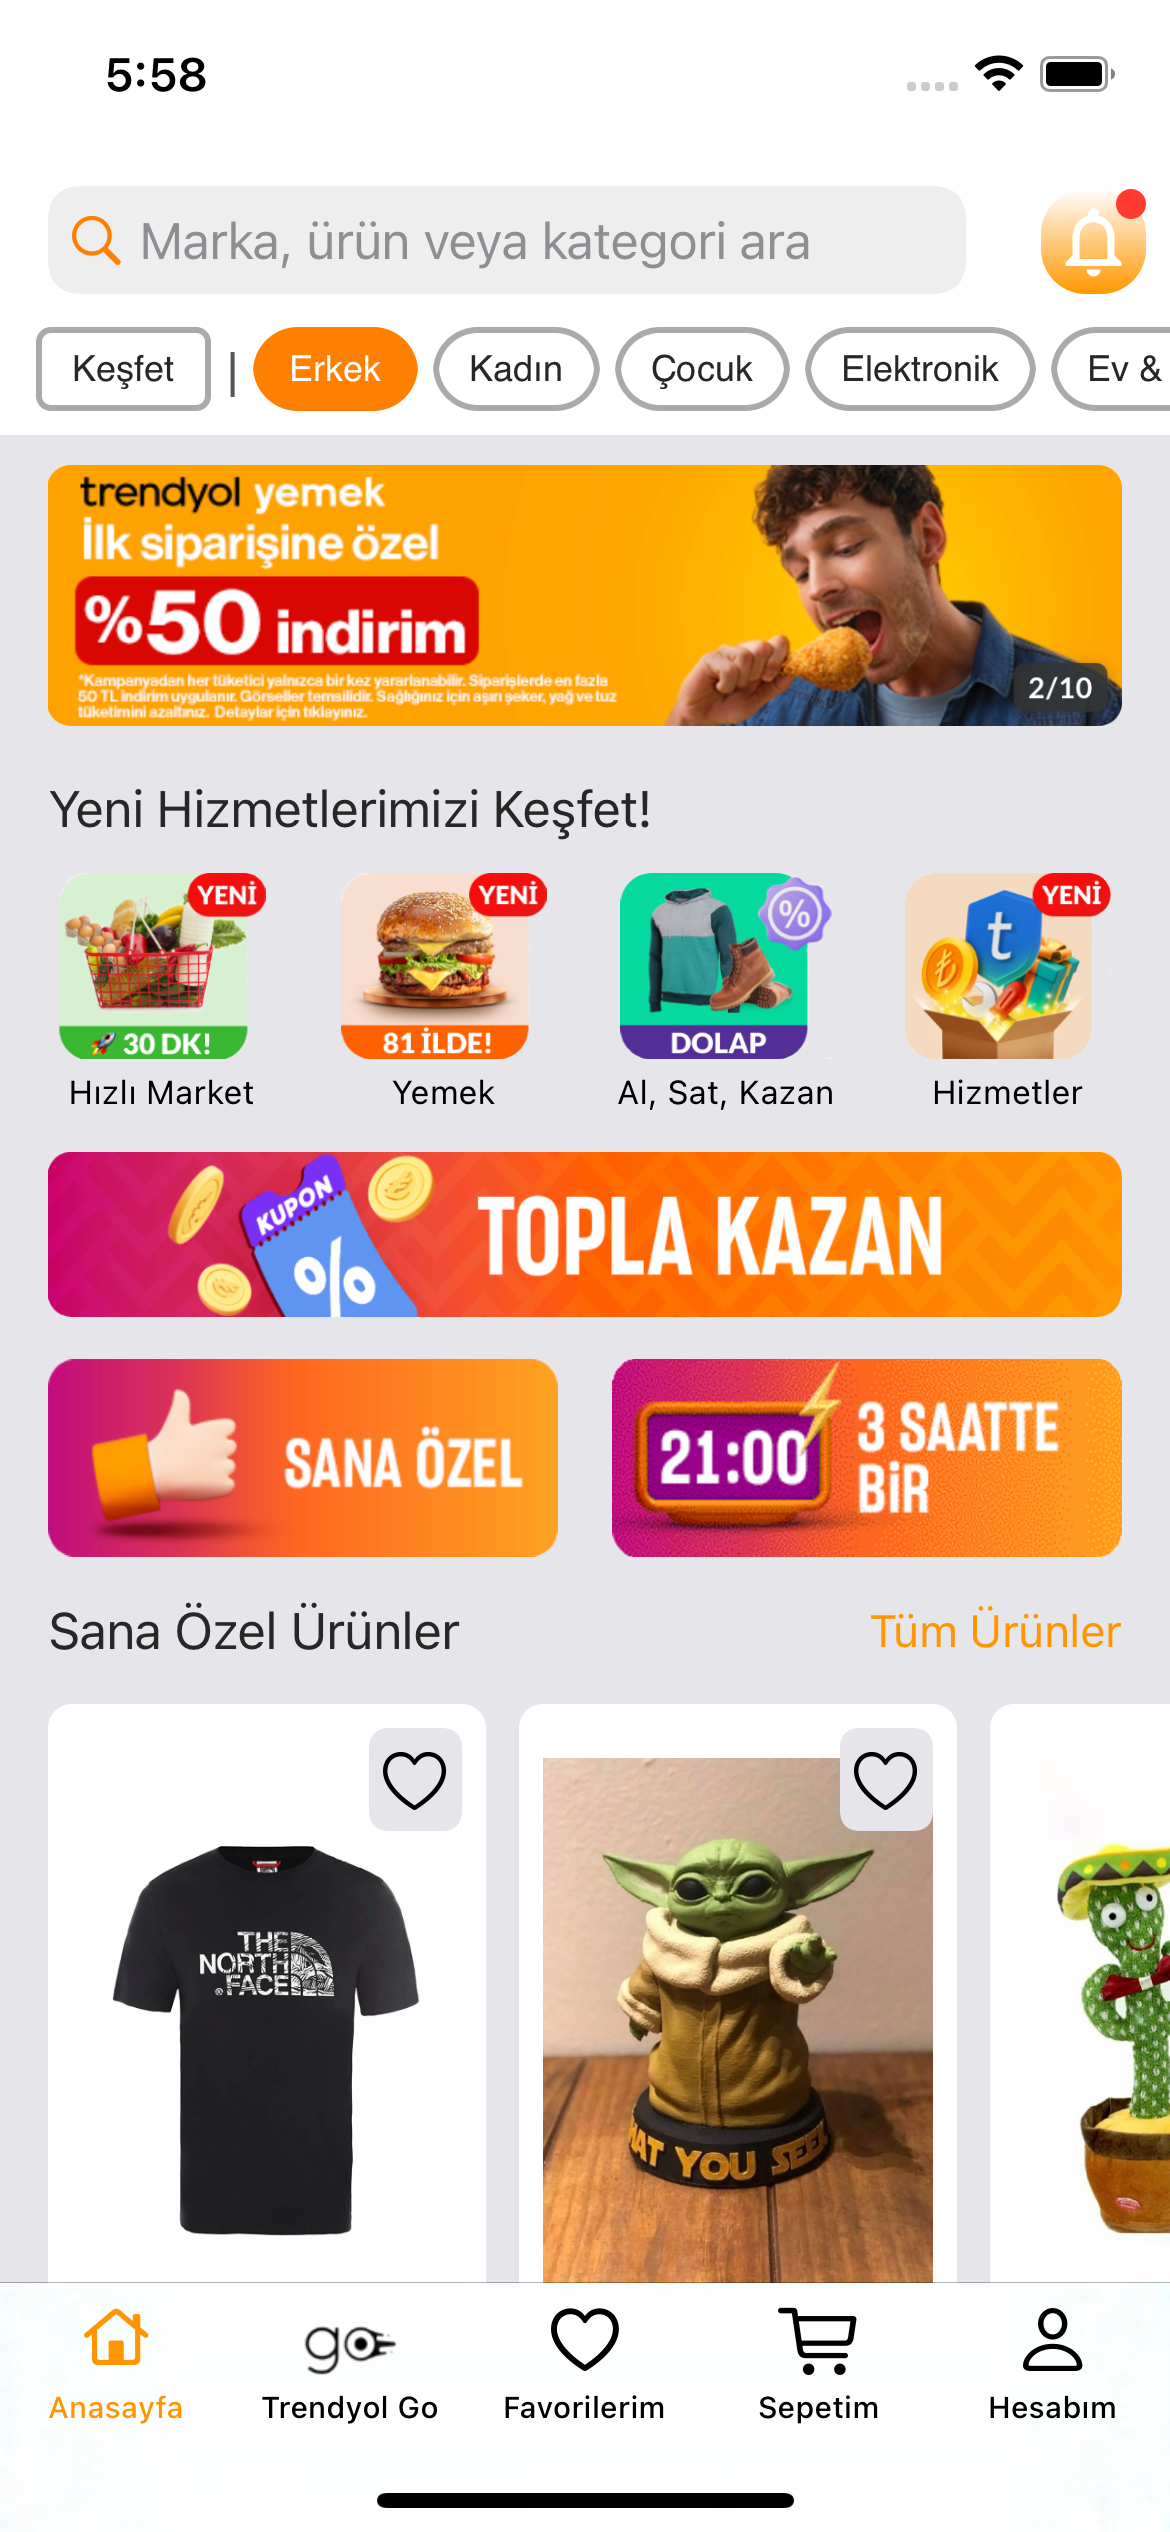 5:58
Marka, ürün veya kategori ara
Keşfet | Erkek Kadın Çocuk Elektronik Ev &
trendyol yemek
İlk siparişine özel
%50 indirim
*Kampanyadan her tüketici yalnızca bir kez yararlanabilir. Siparişlerde en fazla
50 TL indirim uygulanır. Görseller temsilidir. Sağlığınız için aşırı şeker, yağ ve tuz
tüketimini azaltınız. Detaylar için tıklayınız.
2/10
Yeni Hizmetlerimizi Keşfet!
YENİ YENİ % YENİ
t
30 DK! 81 İLDE! DOLAP
Hızlı Market Yemek Al, Sat, Kazan Hizmetler
KUPON
%
TOPLA KAZAN
SANA ÖZEL
21:00
3 SAATTE
BİR
Sana Özel Ürünler Tüm Ürünler
THE
NORTH
FACE
HAT YOU SEEK
go
Anasayfa Trendyol Go Favorilerim Sepetim Hesabım